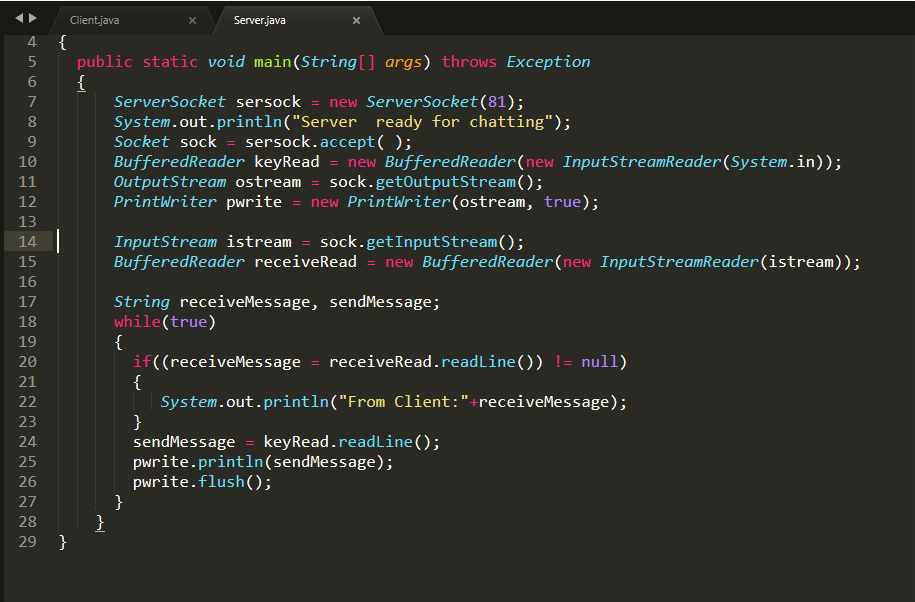 Client.java × Server.java ×
4 {
5 public static void main(String[] args) throws Exception
6 {
7 ServerSocket sersock = new ServerSocket(81);
8 System.out.println("Server  ready for chatting");
9 Socket sock = sersock.accept( );
10 BufferedReader keyRead = new BufferedReader(new InputStreamReader(System.in));
11 OutputStream ostream = sock.getOutputStream();
12 PrintWriter pwrite = new PrintWriter(ostream, true);
13
14 InputStream istream = sock.getInputStream();
15 BufferedReader receiveRead = new BufferedReader(new InputStreamReader(istream));
16
17 String receiveMessage, sendMessage;
18 while(true)
19 {
20 if((receiveMessage = receiveRead.readLine()) != null)
21 {
22 System.out.println("From Client:"+receiveMessage);
23 }
24 sendMessage = keyRead.readLine();
25 pwrite.println(sendMessage);
26 pwrite.flush();
27 }
28 }
29 }